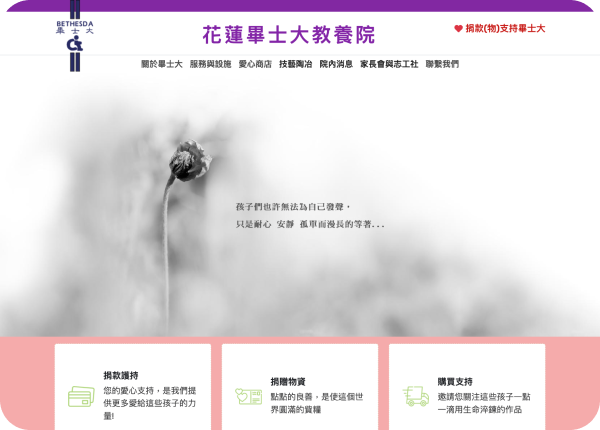 BETHESDA
畢士大
花蓮畢士大教養院
捐款(物)支持畢士大
關於畢士大 服務與設施 愛心商店 技藝陶冶 院內消息 家長會與志工社 聯繫我們
孩子們也許無法為自己發聲，
只是耐心 安靜 孤單而漫長的等著...
捐款護持
您的愛心支持，是我們提
供更多愛給這些孩子的力
量!
捐贈物資
點點的良善，是使這個世
界圓滿的資糧
購買支持
邀請您關注這些孩子一點
一滴用生命淬鍊的作品